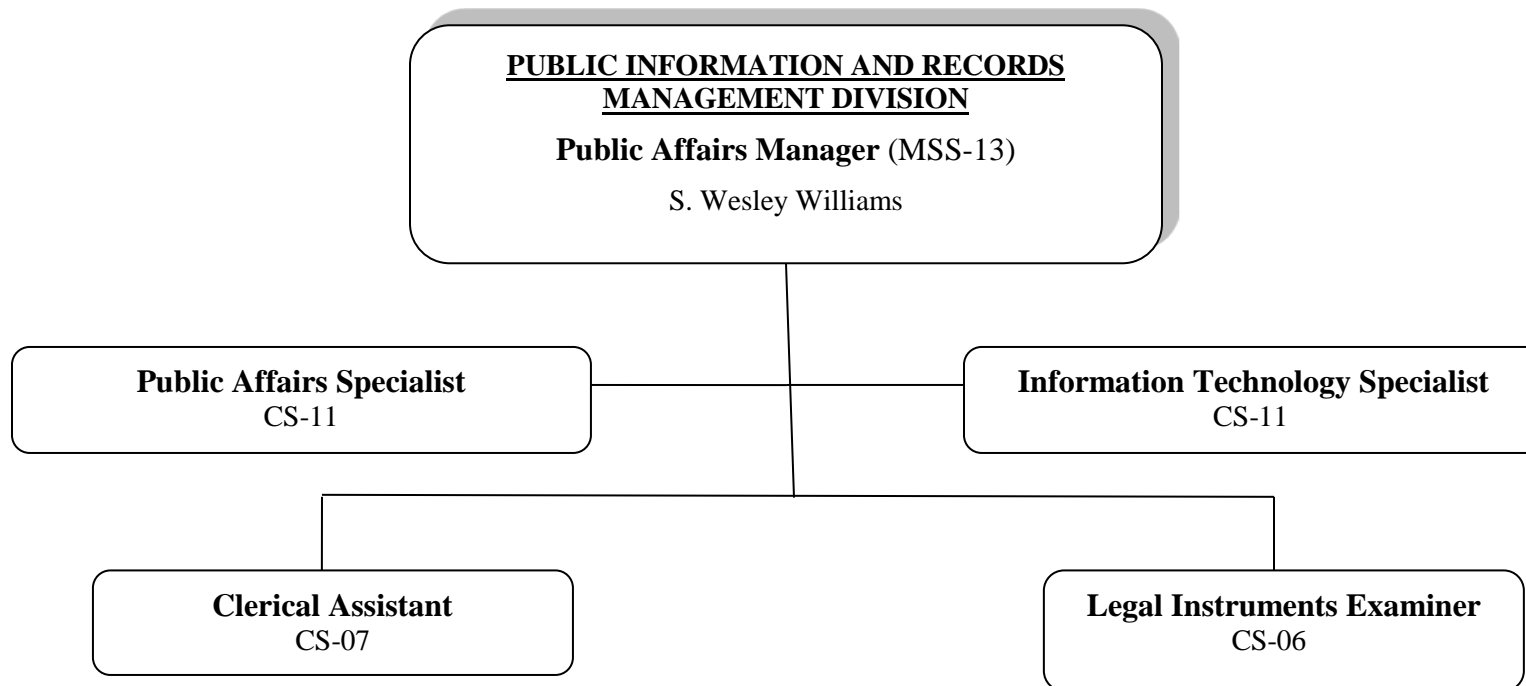 PUBLIC INFORMATION AND RECORDS
MANAGEMENT DIVISION
Public Affairs Manager (MSS-13)
S. Wesley Williams
Public Affairs Specialist
CS-11
Information Technology Specialist
CS-11
Clerical Assistant
CS-07
Legal Instruments Examiner
CS-06